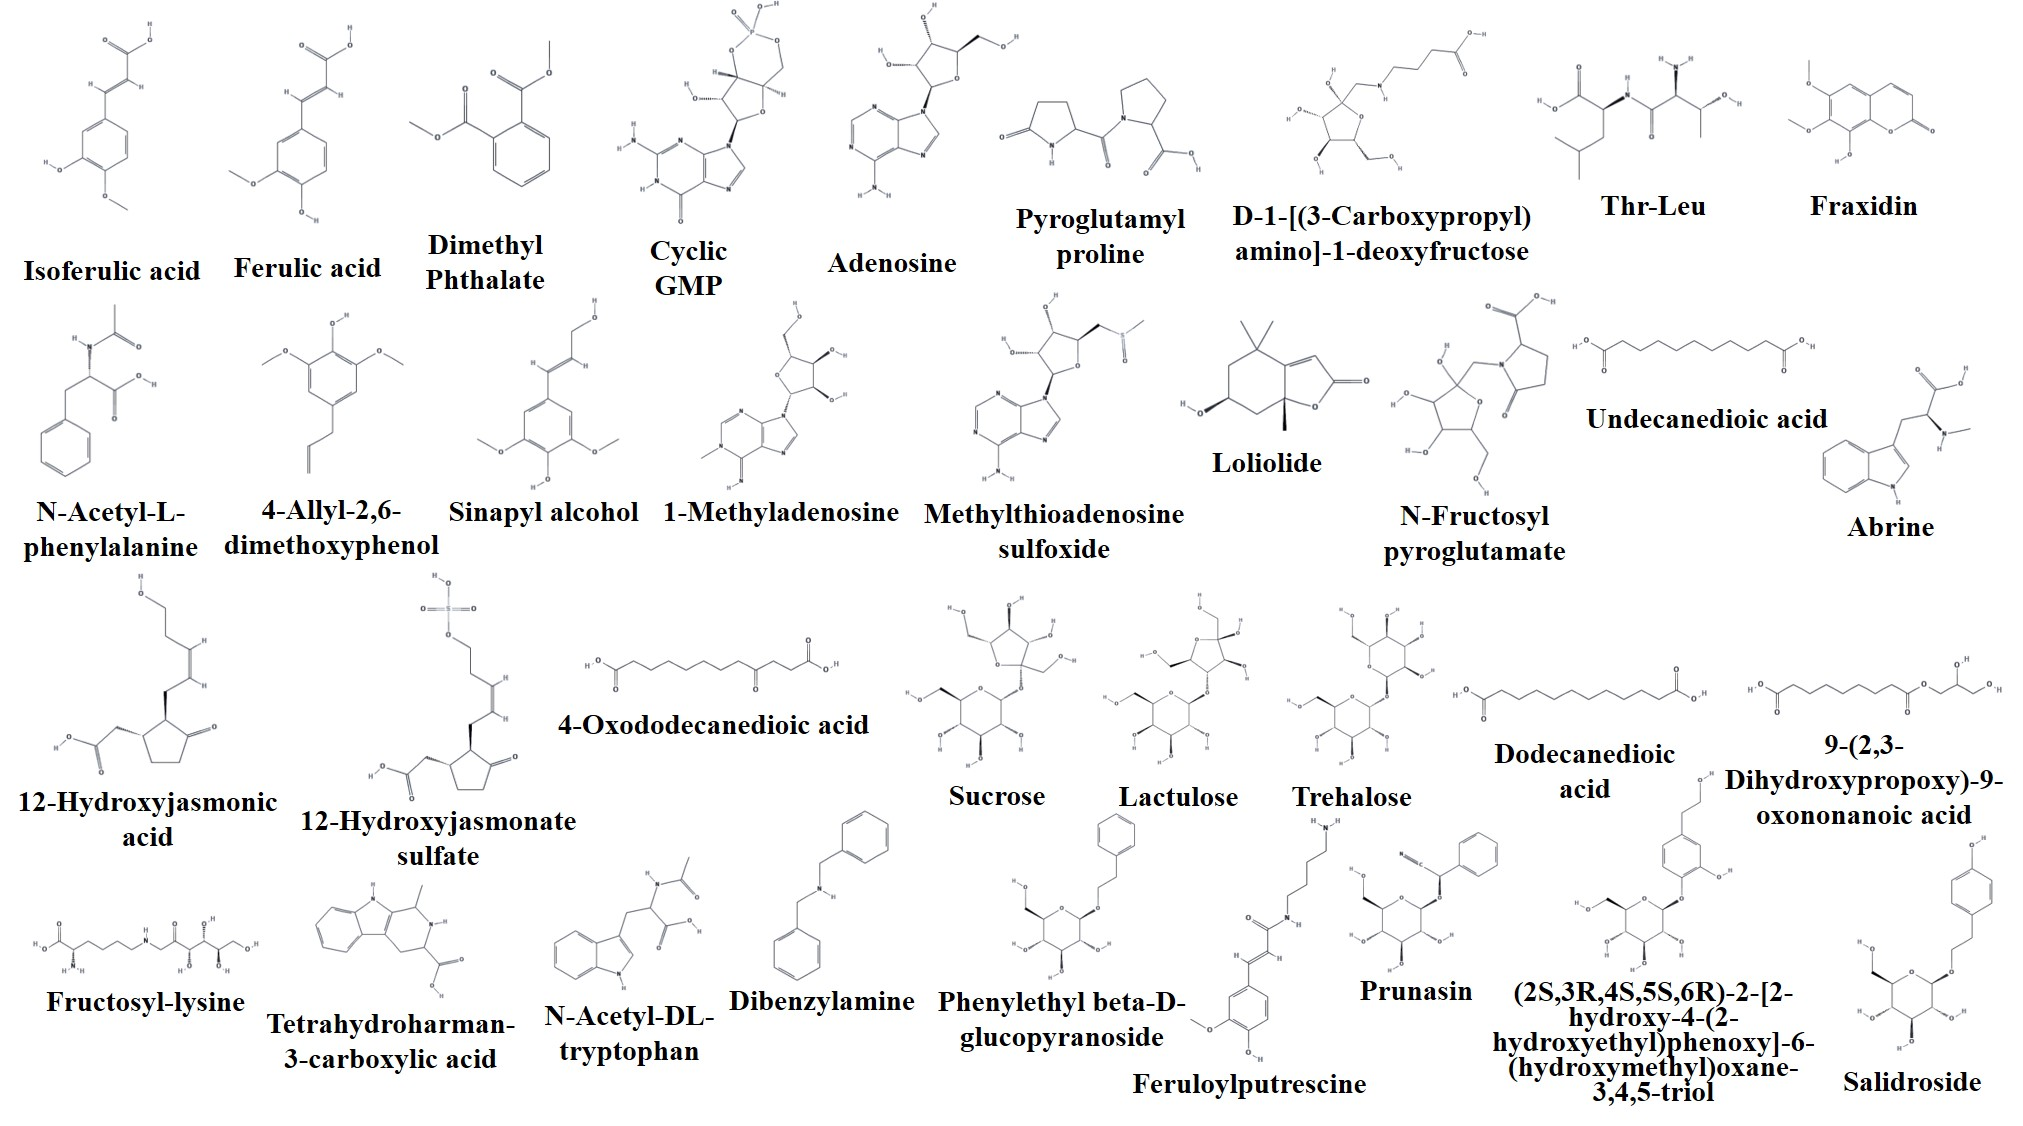 Isoferulic acid
Ferulic acid
Dimethyl
Phthalate
Cyclic
GMP
Adenosine
Pyroglutamyl
proline
D-1-[(3-Carboxypropyl)
amino]-1-deoxyfructose
Thr-Leu
Fraxidin
N-Acetyl-L-
phenylalanine
4-Allyl-2,6-
dimethoxyphenol
Sinapyl alcohol
1-Methyladenosine
Methylthioadenosine
sulfoxide
Loliolide
N-Fructosyl
pyroglutamate
Undecanedioic acid
Abrine
12-Hydroxyjasmonic
acid
12-Hydroxyjasmonate
sulfate
4-Oxododecanedioic acid
Sucrose
Lactulose
Trehalose
Dodecanedioic
acid
9-(2,3-
Dihydroxypropoxy)-9-
oxononanoic acid
Fructosyl-lysine
Tetrahydroharman-
3-carboxylic acid
N-Acetyl-DL-
tryptophan
Dibenzylamine
Phenylethyl beta-D-
glucopyranoside
Feruloylputrescine
Prunasin
(2S,3R,4S,5S,6R)-2-[2-
hydroxy-4-(2-
hydroxyethyl)phenoxy]-6-
(hydroxymethyl)oxane-
3,4,5-triol
Salidroside